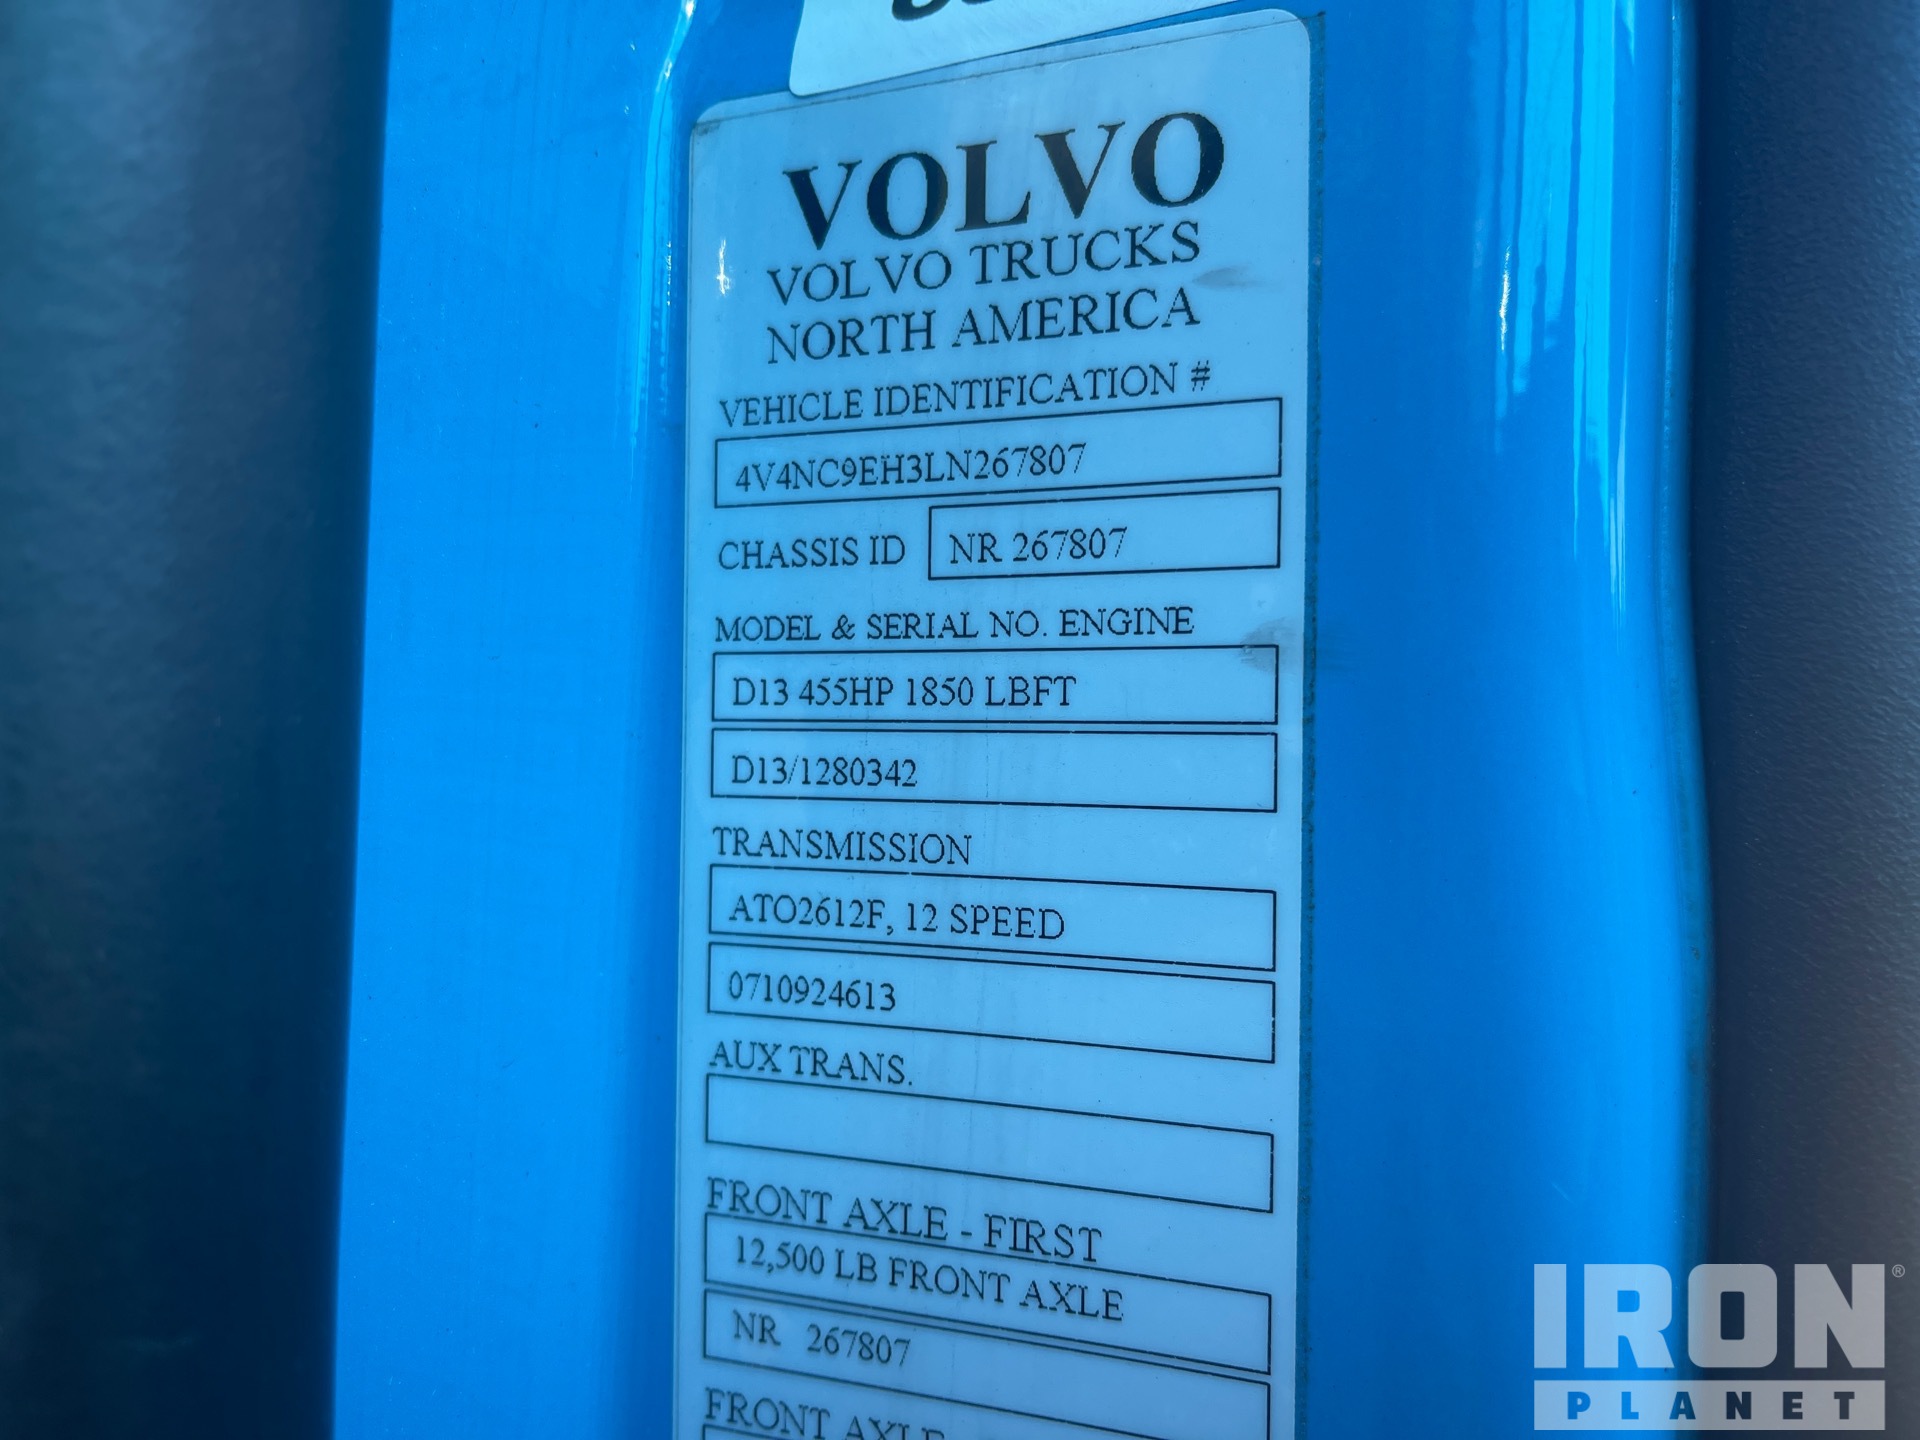 VOLVO
VOLVO TRUCKS
NORTH AMERICA
VEHICLE IDENTIFICATION #
4V4NC9EH3LN267807
CHASSIS ID NR 267807
MODEL & SERIAL NO. ENGINE
D13 455HP 1850 LBFT
D13/1280342
TRANSMISSION
ATO2612F, 12 SPEED
0710924613
AUX TRANS.
FRONT AXLE - FIRST
12,500 LB FRONT AXLE
NR 267807
FRONT AXLE
IRON ®
PLANET